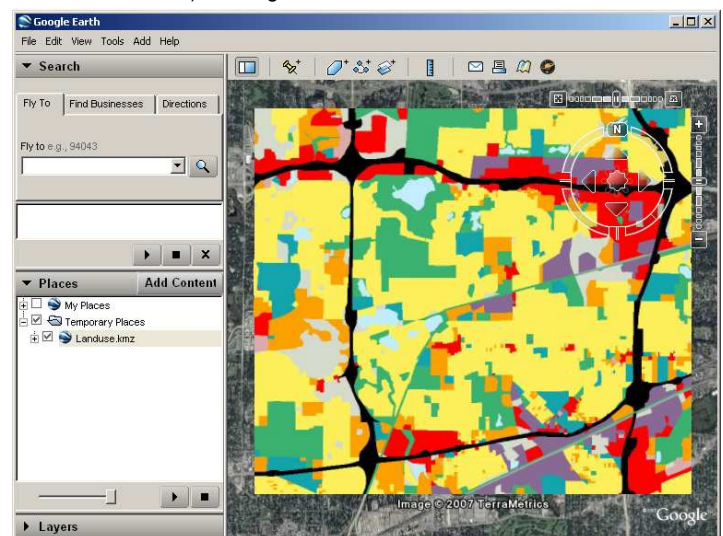 Google Earth
File Edit View Tools Add Help
Search
Fly To Find Businesses Directions
Fly to e.g., 94043
Places Add Content
My Places
Temporary Places
Landuse.kmz
Layers
N
Image © 2007 TerraMetrics
Google